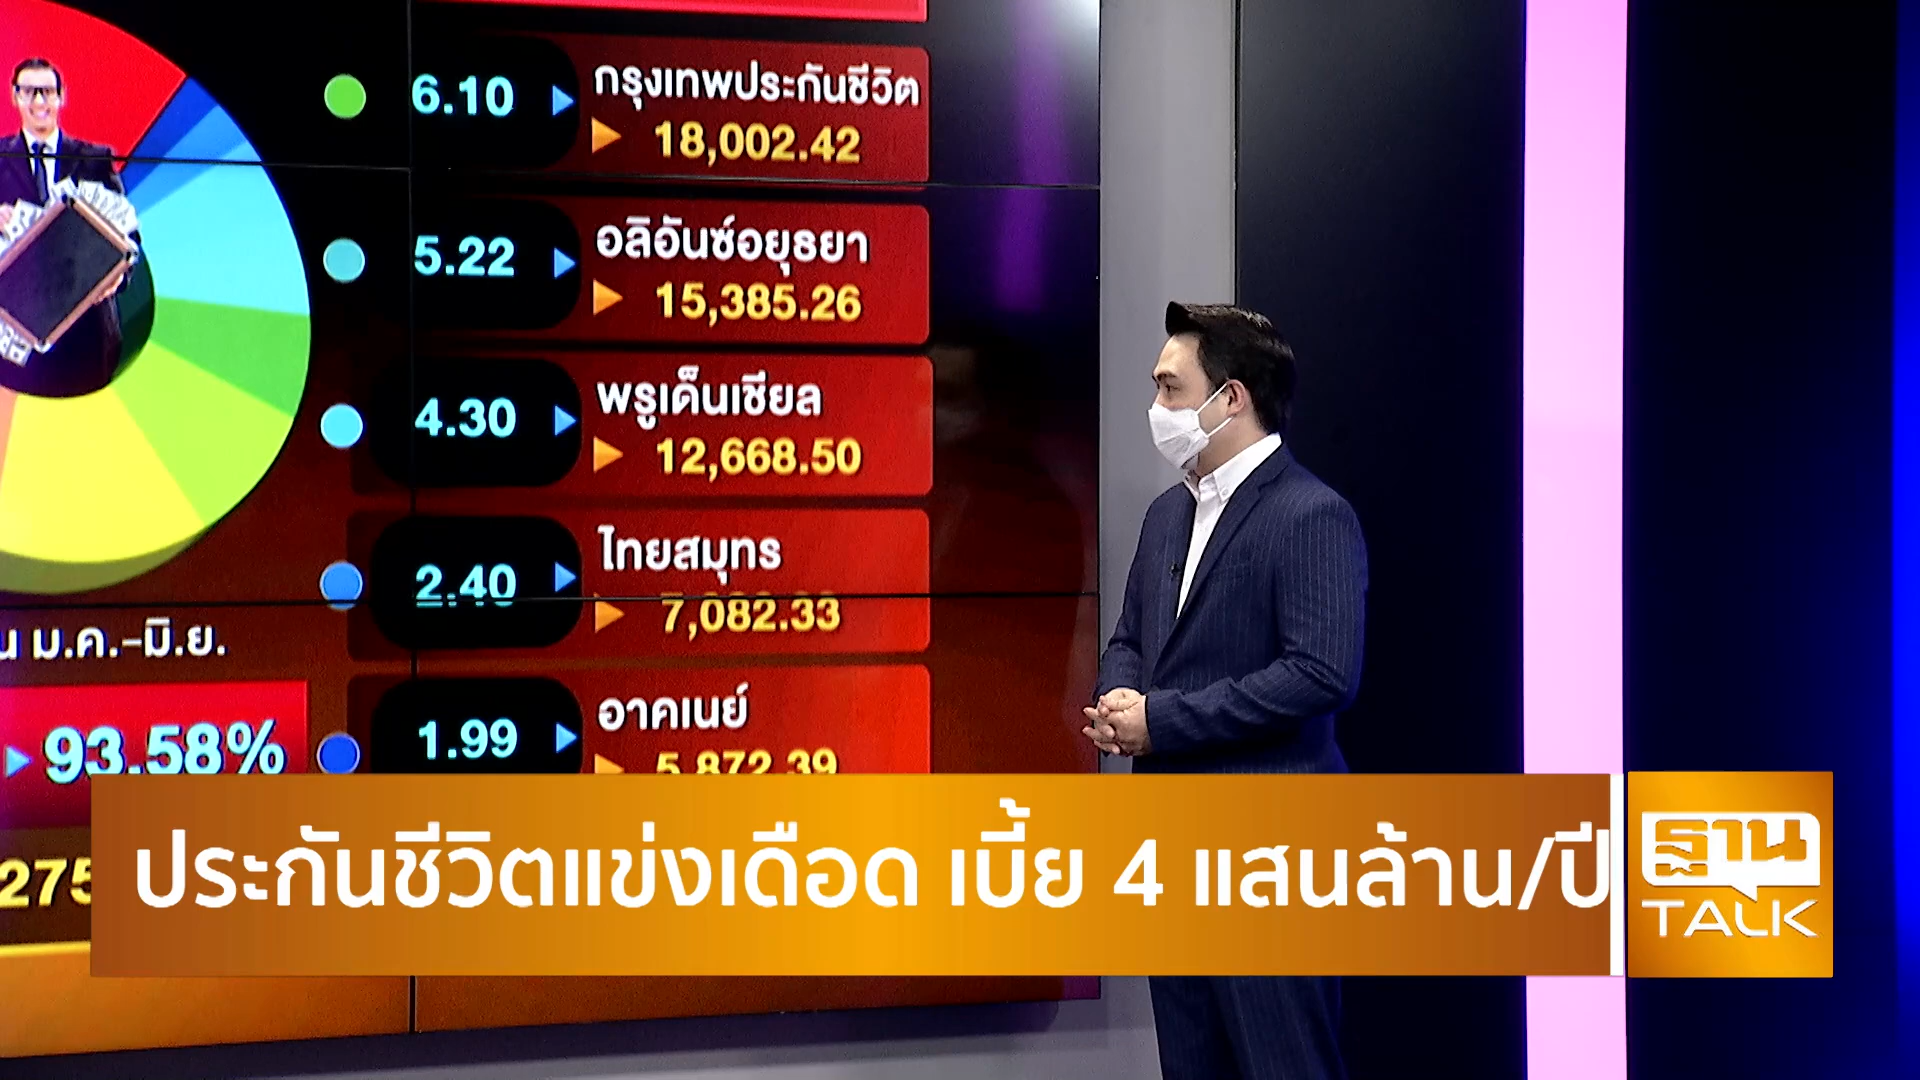 6.10
กรุงเทพประกันชีวิต
18,002.42
5.22
อลิอันซ์อยุธยา
15,385.26
4.30
พรูเด็นเชียล
12,668.50
2.40
ไทยสมุทร
7,082.33
ม.ค.-มิ.ย.
1.99
อาคเนย์
5,872.39
93.58%
275
ประกันชีวิตแข่งเดือด เบี้ย 4 แสนล้าน/ปี
ฐาน
TALK